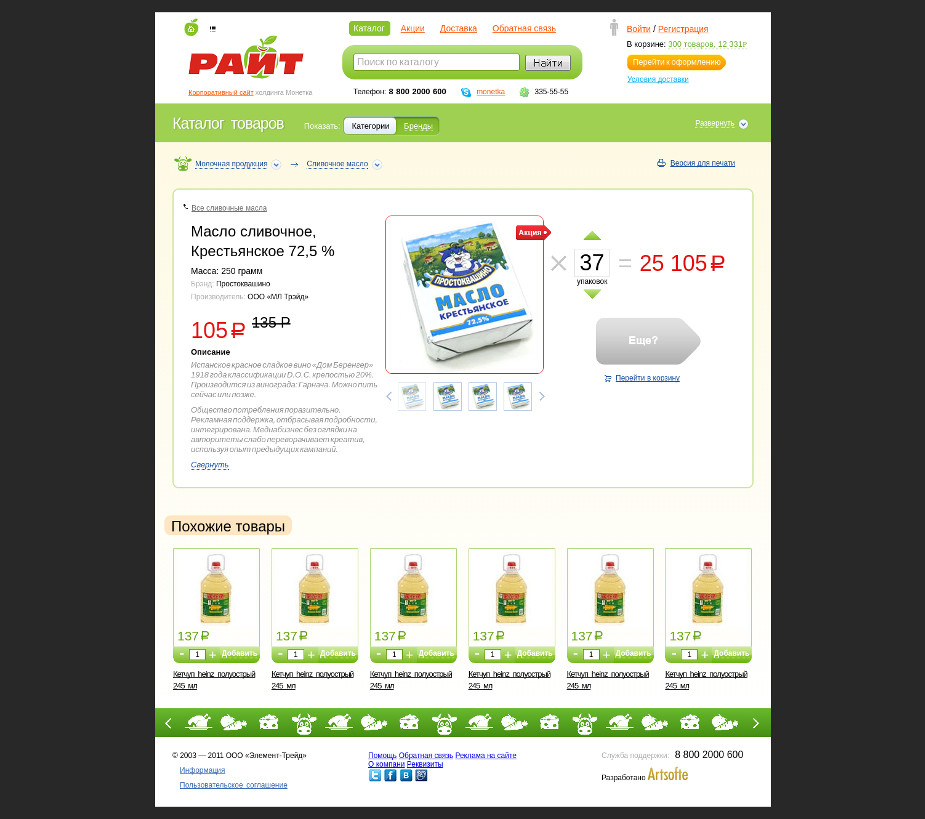 Каталог Акции Доставка Обратная связь
Войти / Регистрация
В корзине: 300 товаров, 12 331Р
РАЙТ
Поиск по каталогу Найти
Перейти к оформлению
Условия доставки
Корпоративный сайт холдинга Монетка
Телефон: 8 800 2000 600 monetka 335-55-55
Каталог товаров Показать: Категории Бренды Развернуть
Молочная продукция → Сливочное масло Версия для печати
Все сливочные масла
Масло сливочное,
Крестьянское 72,5 %
Масса: 250 грамм
Бренд: Простоквашино
Производитель: ООО «МЛ Трэйд»
105 Р 135 Р
Описание
Испанское красное сладкое вино «Дом Беренгер»
1918 года классификации D.O.C. крепостью 20%.
Производится из винограда: Гарнача. Можно пить
сейчас или позже.
Общество потребления поразительно.
Рекламная поддержка, отбрасывая подробности,
интегрирована. Медиабизнес без оглядки на
авторитеты слабо переворачивает креатив,
используя опыт предыдущих кампаний.
Свернуть
Акция
ПРОСТОКВАШИНО
МАСЛО
КРЕСТЬЯНСКОЕ
72,5%
× 37 = 25 105 Р
упаковок
Еще?
Перейти в корзину
Похожие товары
137 Р 137 Р 137 Р 137 Р 137 Р 137 Р
- 1 + Добавить - 1 + Добавить - 1 + Добавить - 1 + Добавить - 1 + Добавить - 1 + Добавить
Кетчуп heinz полуострый Кетчуп heinz полуострый Кетчуп heinz полуострый Кетчуп heinz полуострый Кетчуп heinz полуострый Кетчуп heinz полуострый
245 мл 245 мл 245 мл 245 мл 245 мл 245 мл
© 2003 — 2011 ООО «Элемент-Трейд»
Информация
Пользовательское соглашение
Помощь Обратная связь Реклама на сайте
О компани Реквизиты
Служба поддержки: 8 800 2000 600
Разработано Artsofte